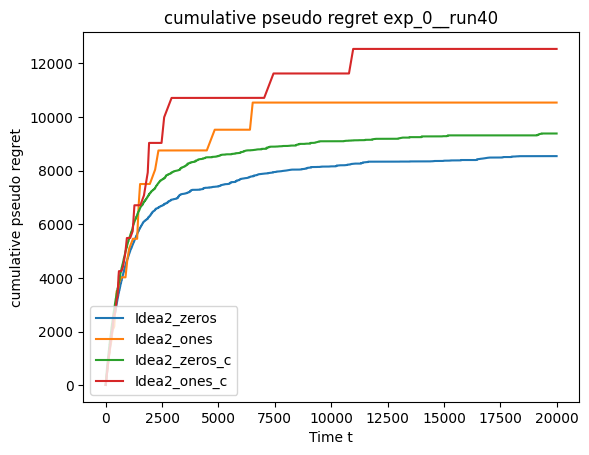 cumulative pseudo regret exp_0__run40
12000
10000
8000
6000
4000
2000
0
cumulative pseudo regret
Idea2_zeros
Idea2_ones
Idea2_zeros_c
Idea2_ones_c
0 2500 5000 7500 10000 12500 15000 17500 20000
Time t